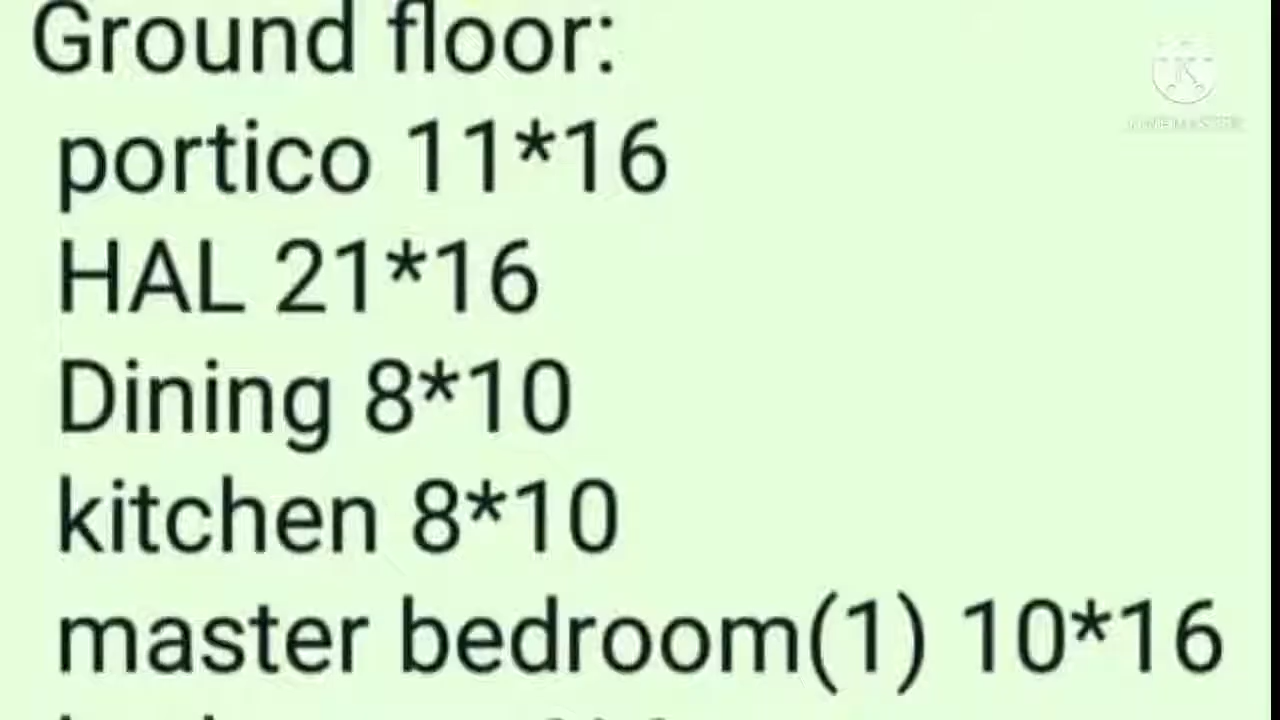 Ground floor:
portico 11*16
HAL 21*16
Dining 8*10
kitchen 8*10
master bedroom(1) 10*16